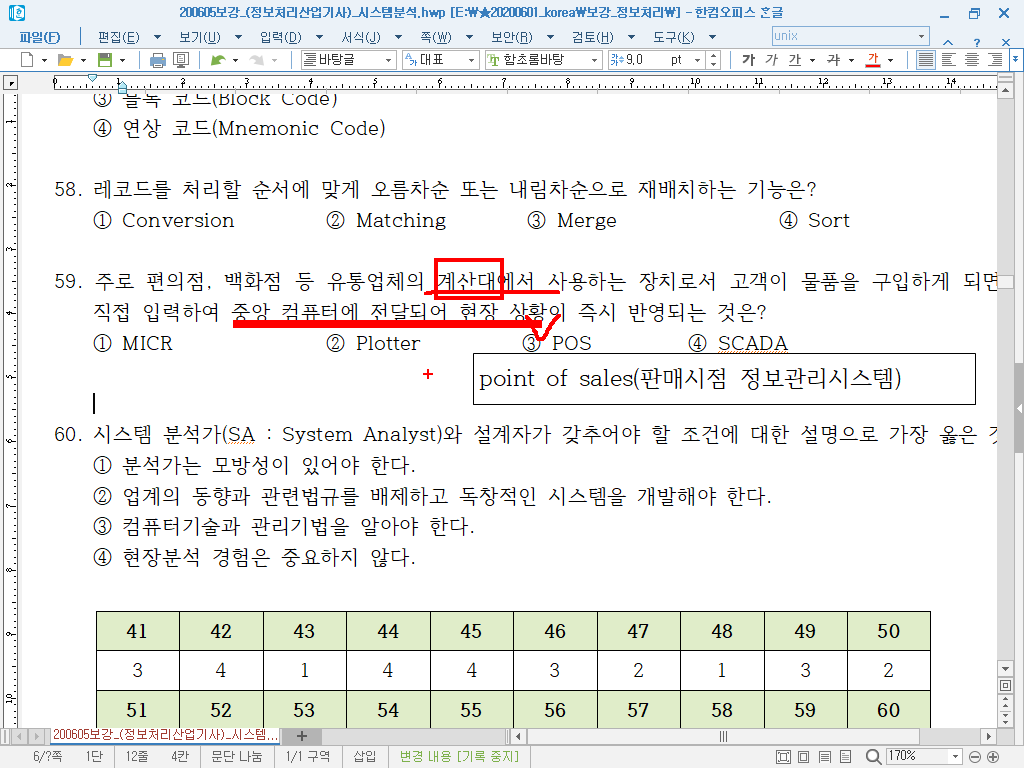 200605보강_(정보처리산업기사)_시스템분석.hwp [E:\★20200601_korea\보강_정보처리\] - 한컴오피스 한글
파일(F) 편집(E) 보기(U) 입력(D) 서식(J) 쪽(W) 보안(R) 검토(H) 도구(K) unix
바탕글 대표 함초롬바탕 9,0 pt 가 가 가 가 가
③ 블록 코드(Block Code)
④ 연상 코드(Mnemonic Code)
58. 레코드를 처리할 순서에 맞게 오름차순 또는 내림차순으로 재배치하는 기능은?
① Conversion ② Matching ③ Merge ④ Sort
59. 주로 편의점, 백화점 등 유통업체의 계산대에서 사용하는 장치로서 고객이 물품을 구입하게 되면
직접 입력하여 중앙 컴퓨터에 전달되어 현장 상황이 즉시 반영되는 것은?
① MICR ② Plotter ③ POS ④ SCADA
point of sales(판매시점 정보관리시스템)
60. 시스템 분석가(SA : System Analyst)와 설계자가 갖추어야 할 조건에 대한 설명으로 가장 옳은
① 분석가는 모방성이 있어야 한다.
② 업계의 동향과 관련법규를 배제하고 독창적인 시스템을 개발해야 한다.
③ 컴퓨터기술과 관리기법을 알아야 한다.
④ 현장분석 경험은 중요하지 않다.
41 42 43 44 45 46 47 48 49 50
3 4 1 4 4 3 2 1 3 2
51 52 53 54 55 56 57 58 59 60
200605보강_(정보처리산업기사)_시스템...
6/?쪽 1단 12줄 4칸 문단 나눔 1/1 구역 삽입 변경 내용 [기록 중지] 170%